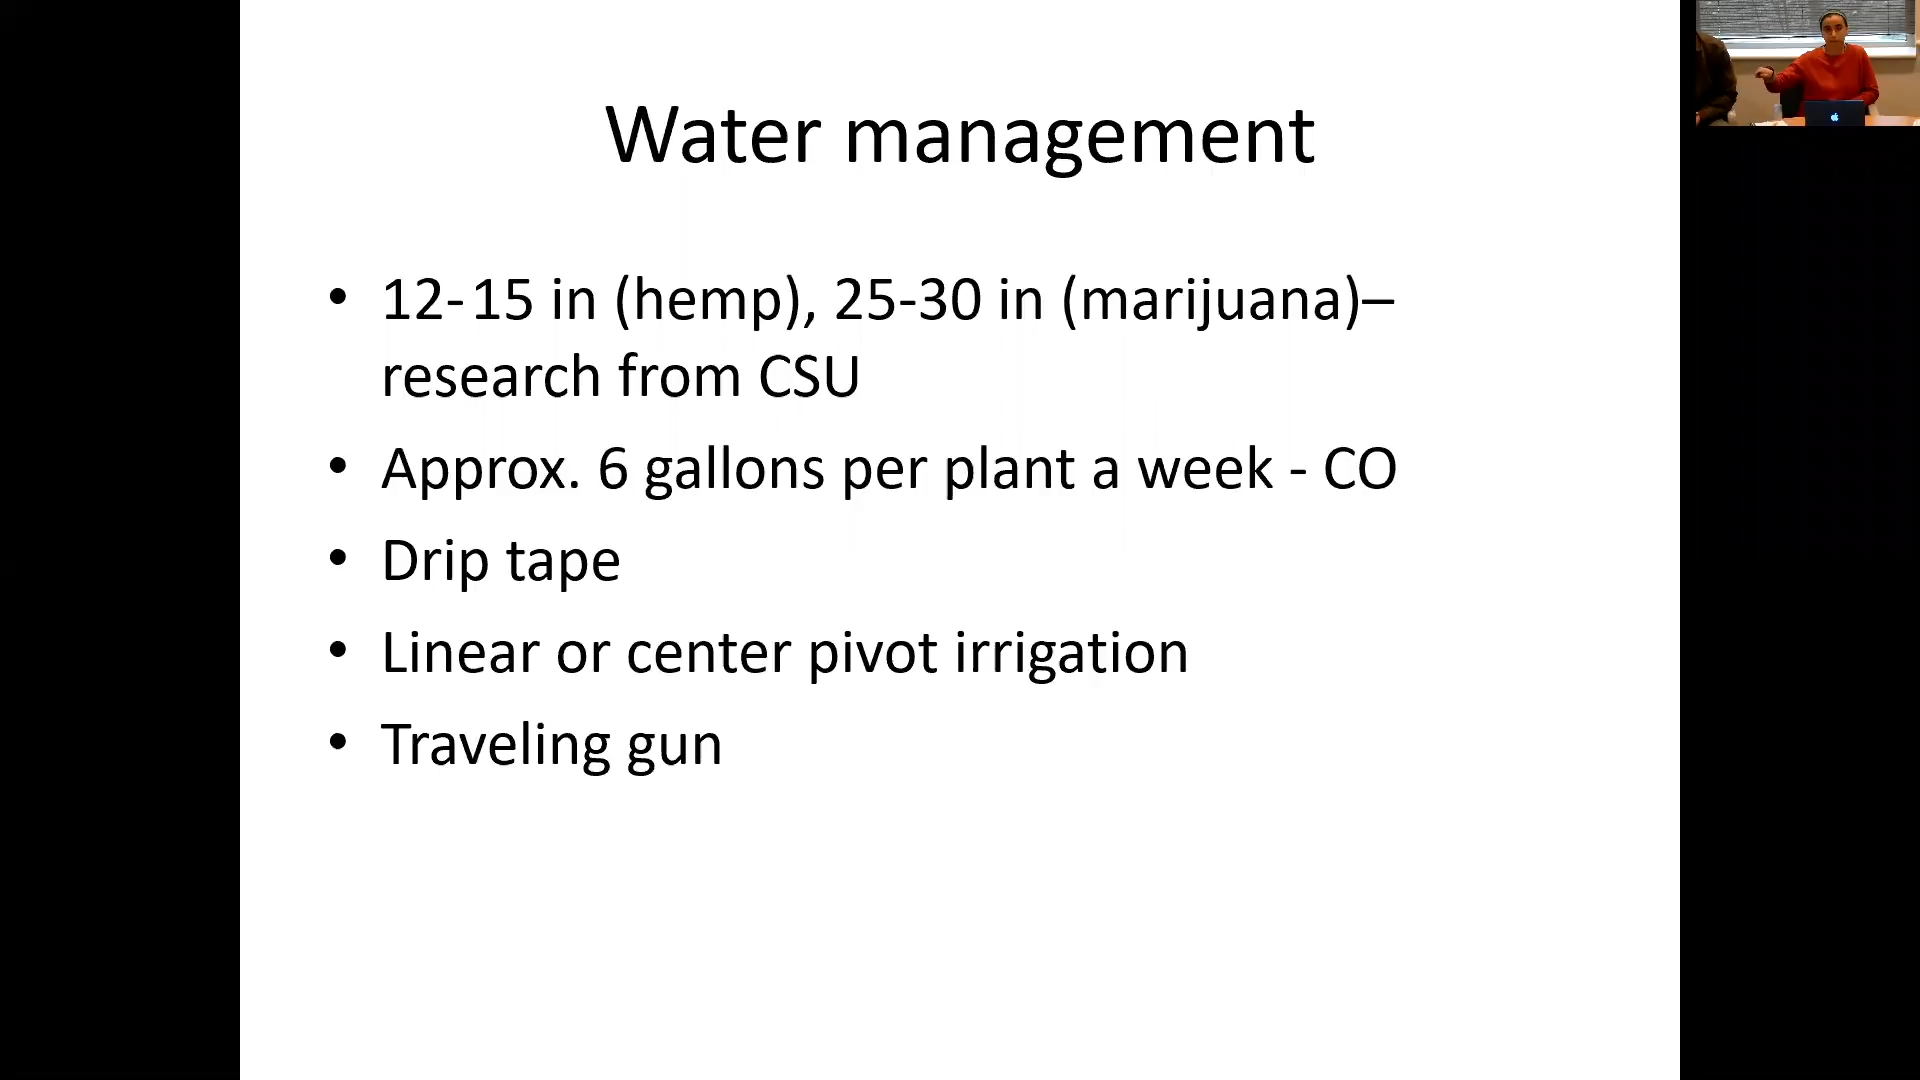 Water management
• 12-15 in (hemp), 25-30 in (marijuana)–
research from CSU
• Approx. 6 gallons per plant a week - CO
• Drip tape
• Linear or center pivot irrigation
• Traveling gun